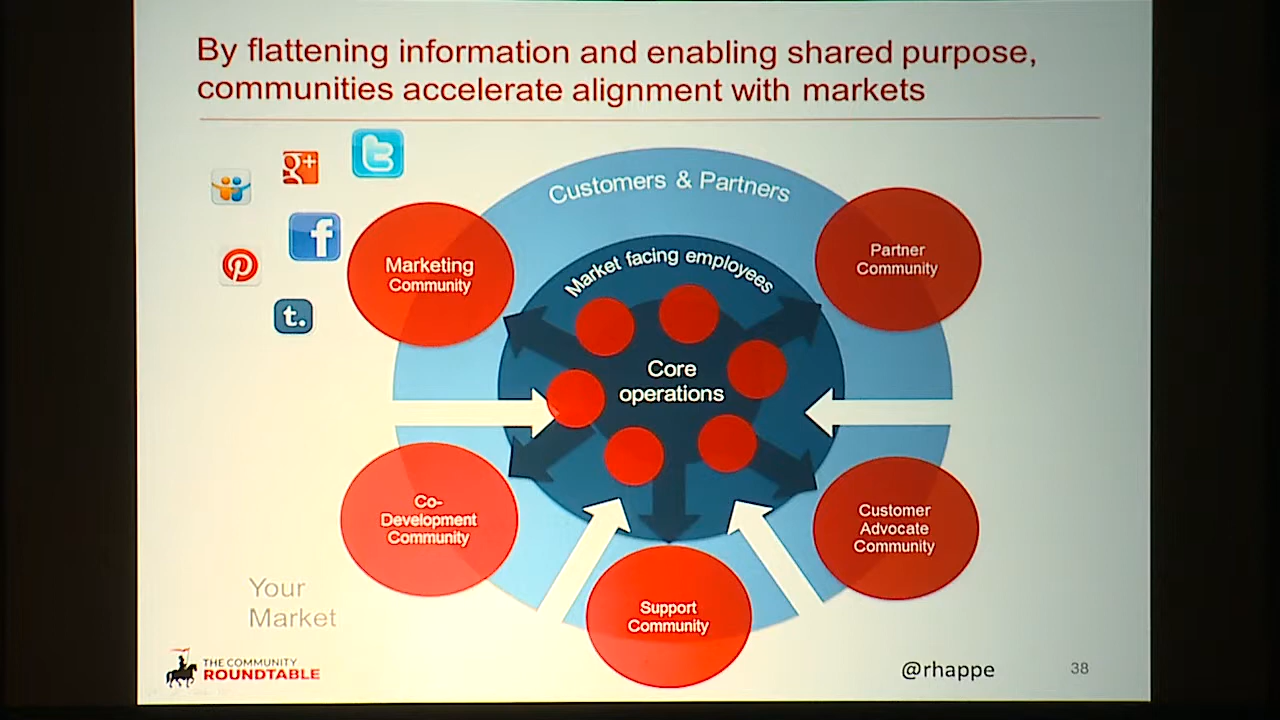 By flattening information and enabling shared purpose,
communities accelerate alignment with markets
Customers & Partners
Market facing employees
Core
operations
Marketing
Community
Partner
Community
Co-
Development
Community
Customer
Advocate
Community
Support
Community
Your
Market
THE COMMUNITY
ROUNDTABLE
@rhappe
38
g+
f
t.